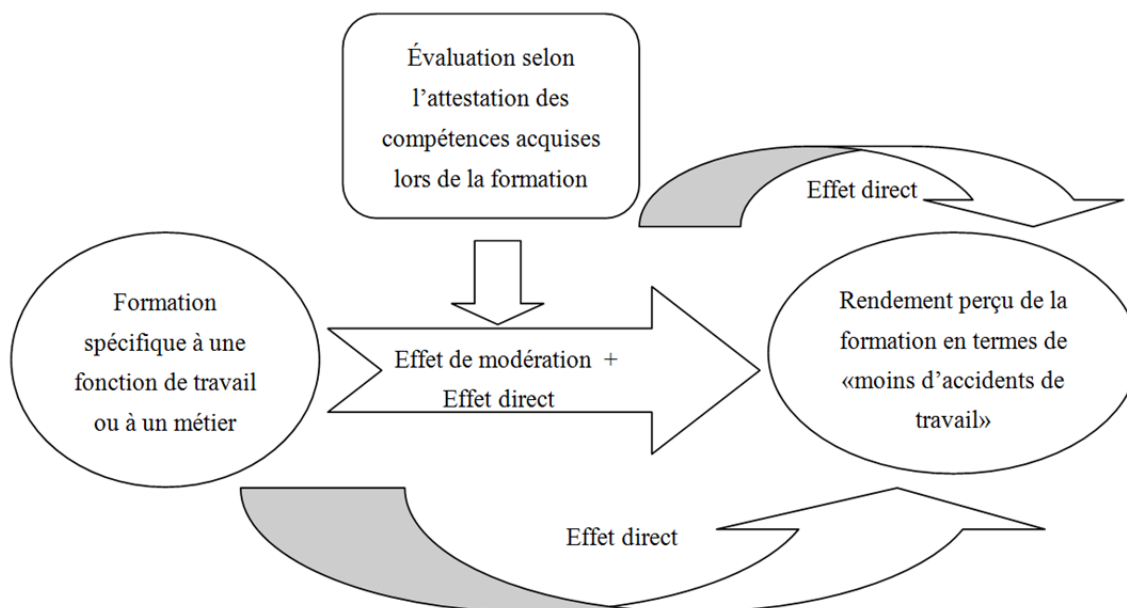 Évaluation selon
l’attestation des
compétences acquises
lors de la formation
Effet direct
Formation
spécifique à une
fonction de travail
ou à un métier
Effet de modération +
Effet direct
Rendement perçu de la
formation en termes de
«moins d’accidents de
travail»
Effet direct